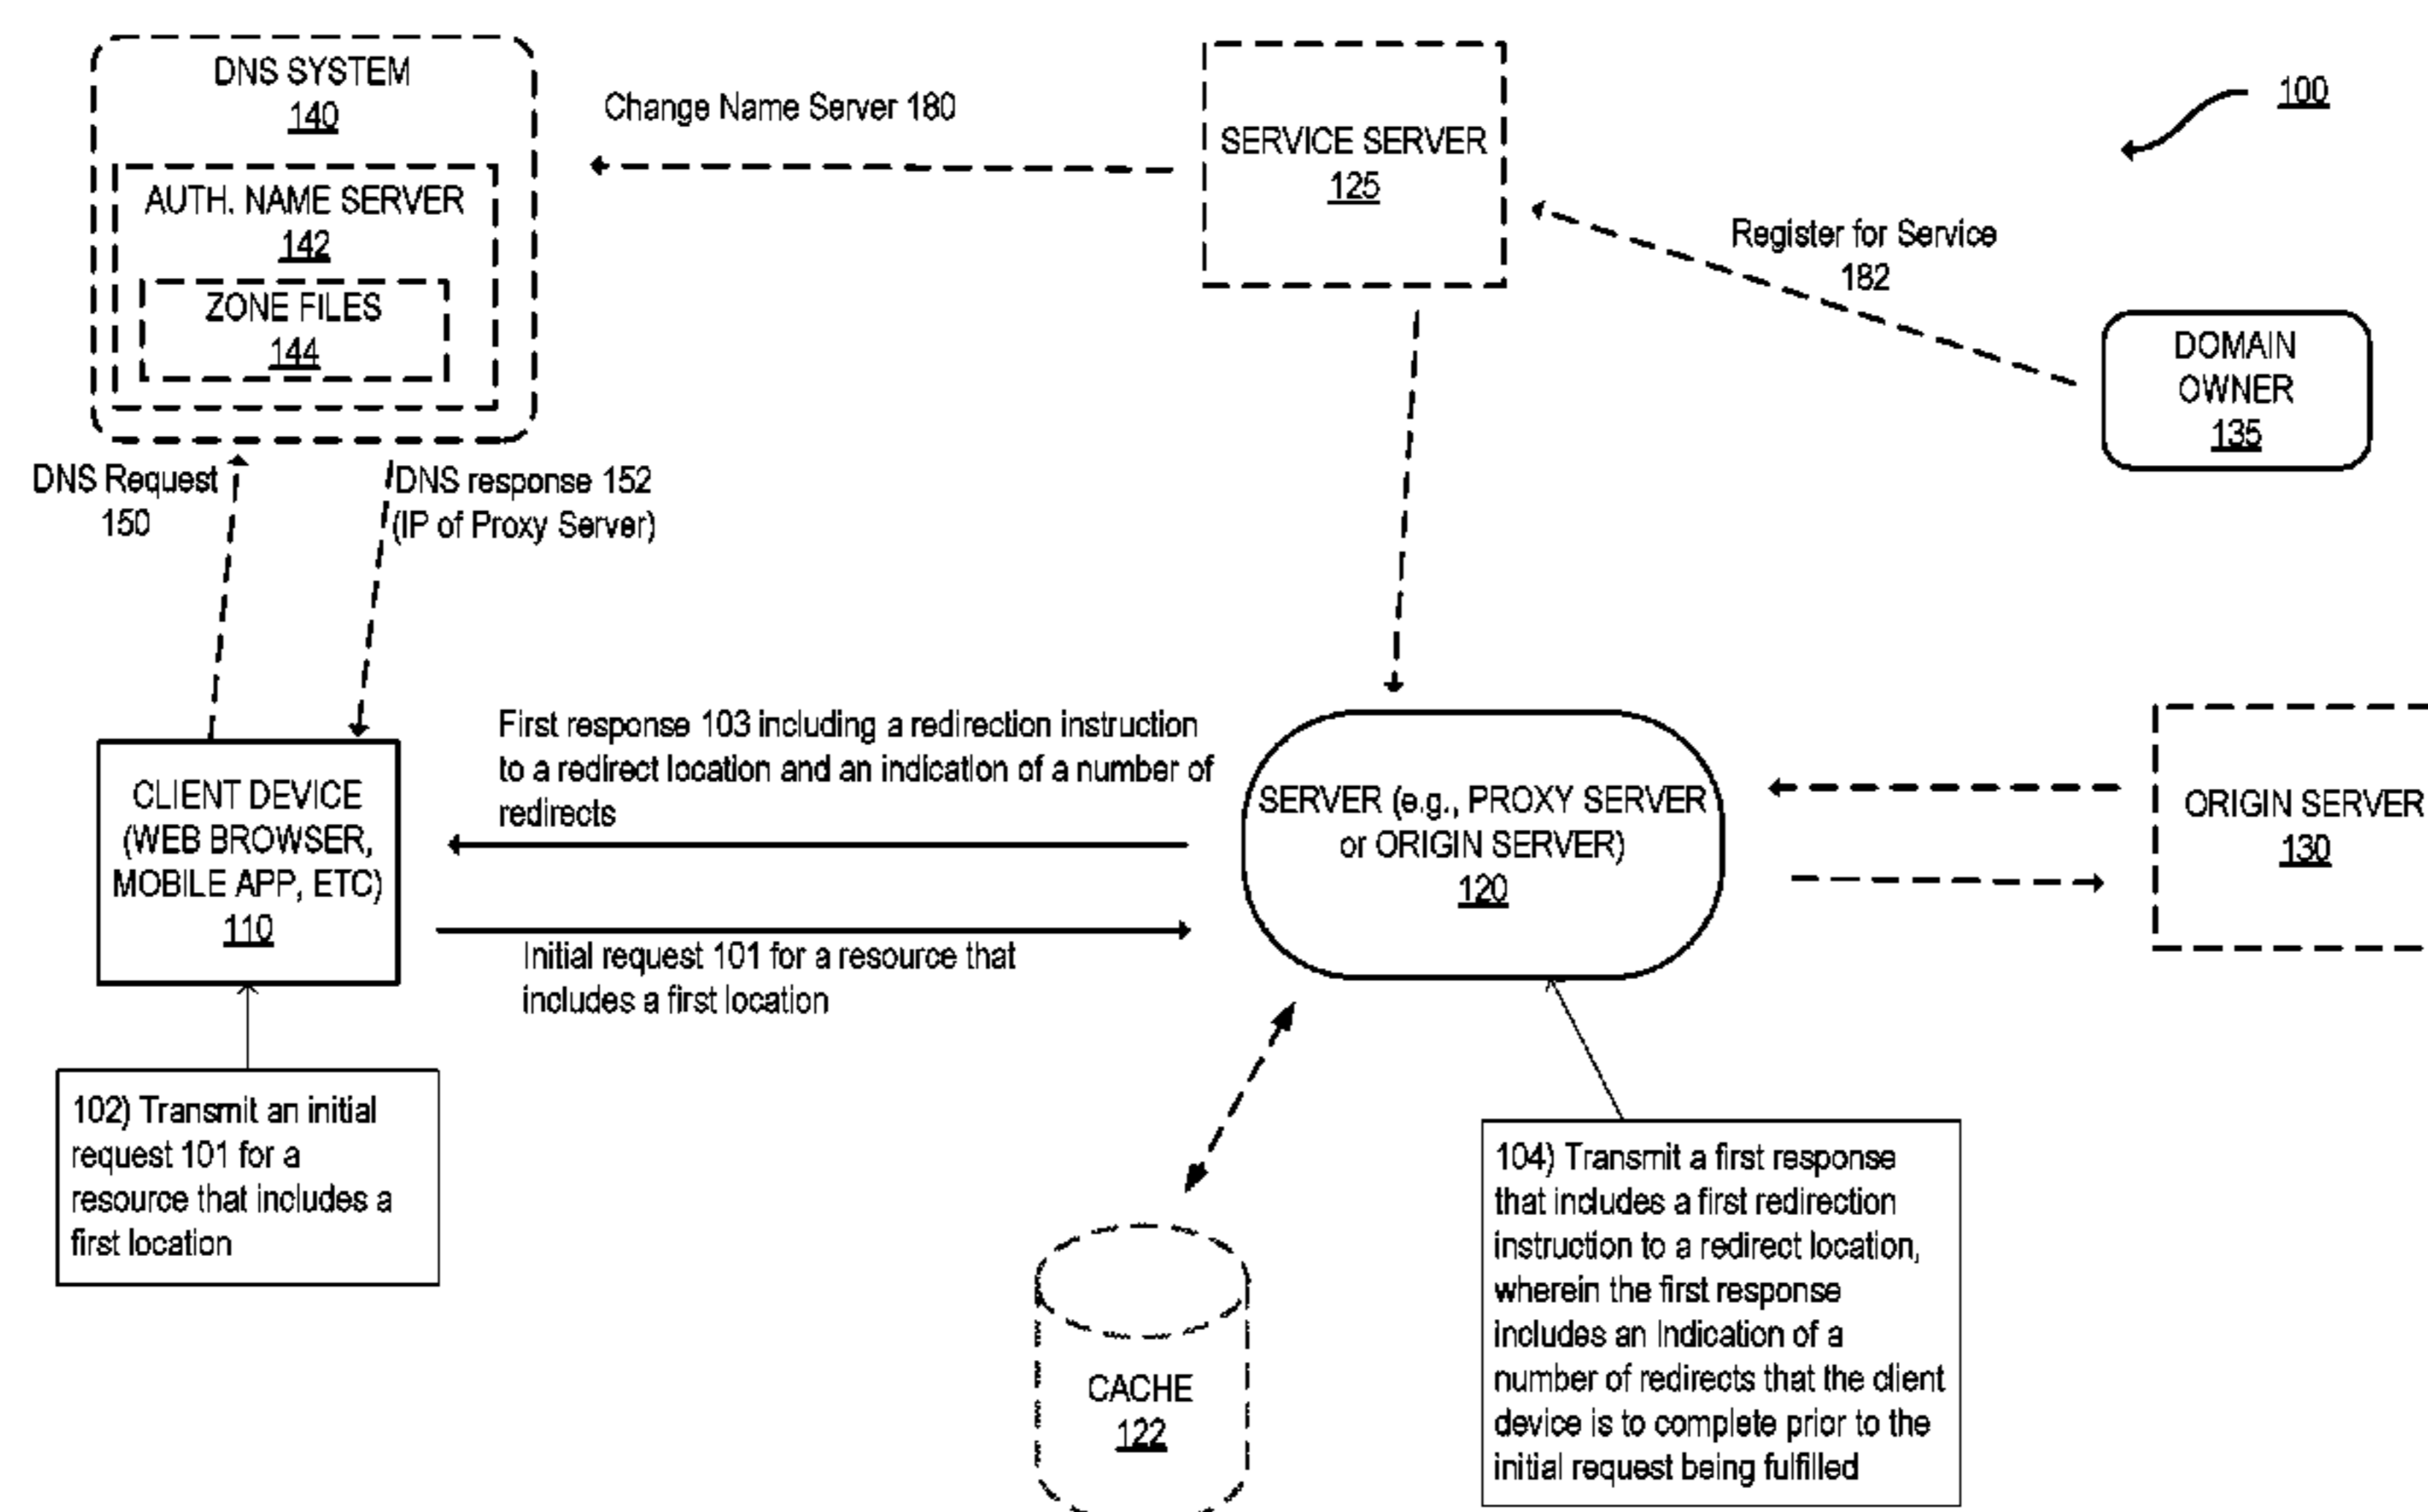 DNS SYSTEM
140
AUTH. NAME SERVER
142
ZONE FILES
144
Change Name Server 180
SERVICE SERVER
125
100
Register for Service
182
DOMAIN
OWNER
135
DNS Request
150
DNS response 152
(IP of Proxy Server)
CLIENT DEVICE
(WEB BROWSER,
MOBILE APP, ETC)
110
First response 103 including a redirection instruction
to a redirect location and an indication of a number of
redirects
Initial request 101 for a resource that
includes a first location
SERVER (e.g., PROXY SERVER
or ORIGIN SERVER)
120
ORIGIN SERVER
130
102) Transmit an initial
request 101 for a
resource that includes a
first location
CACHE
122
104) Transmit a first response
that includes a first redirection
instruction to a redirect location,
wherein the first response
includes an Indication of a
number of redirects that the client
device is to complete prior to the
initial request being fulfilled